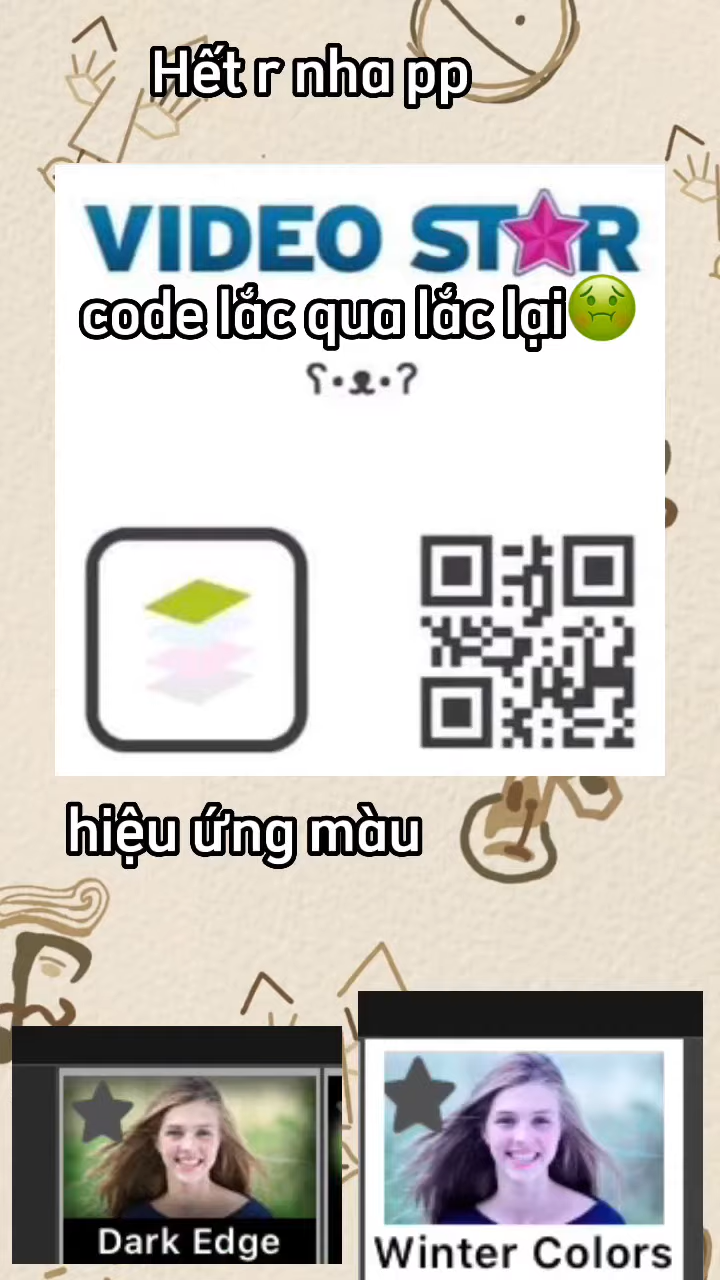 Hết r nha pp
VIDEO STAR
code lắc qua lắc lại🤢
ʕ·ᴥ·ʔ
hiệu ứng màu
Dark Edge
Winter Colors